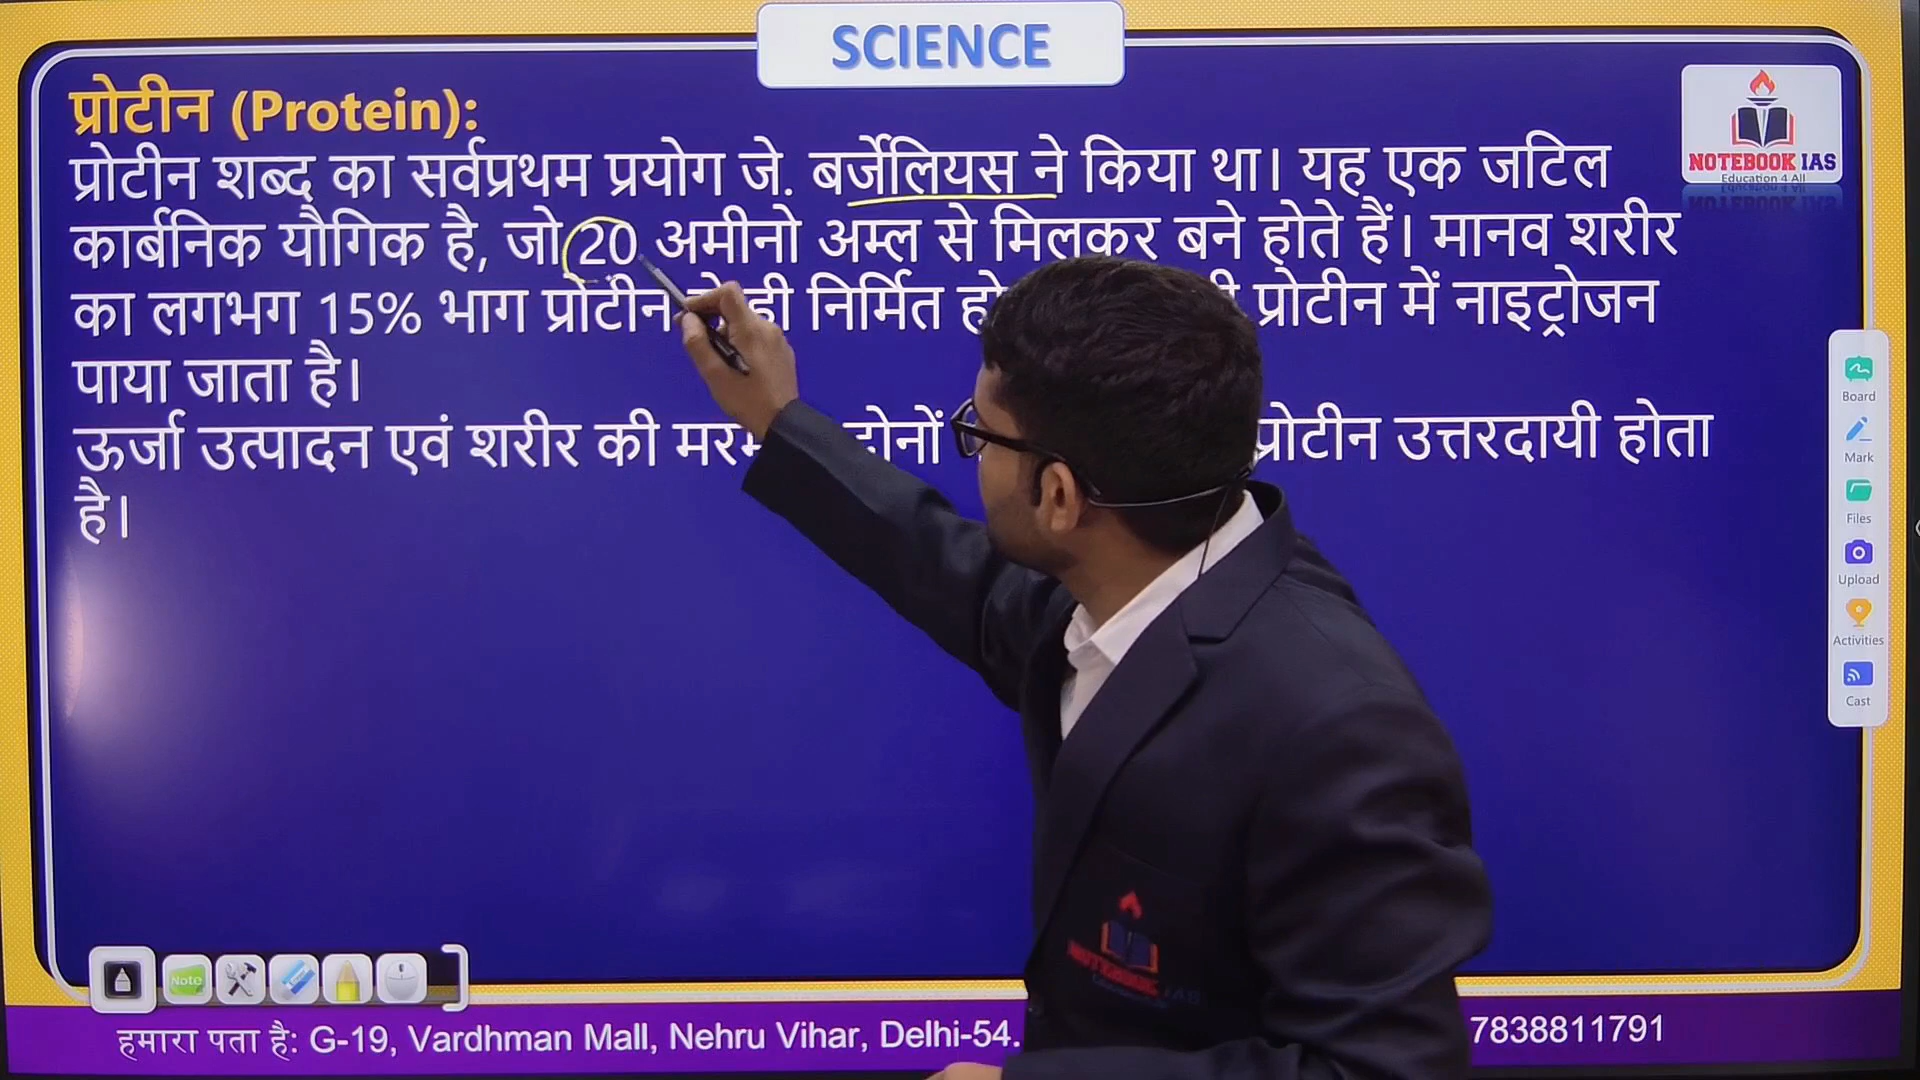 SCIENCE
प्रोटीन (Protein):
प्रोटीन शब्द का सर्वप्रथम प्रयोग जे. बर्जेलियस ने किया था। यह एक जटिल
कार्बनिक यौगिक है, जो 20 अमीनो अम्ल से मिलकर बने होते हैं। मानव शरीर
का लगभग 15% भाग प्रोटीन ही निर्मित प्रोटीन में नाइट्रोजन
पाया जाता है।
ऊर्जा उत्पादन एवं शरीर की दोनों प्रोटीन उत्तरदायी होता
है।
NOTEBOOK IAS
Education 4 All
Board
Mark
Files
Upload
Activities
Cast
Note
NOTEBOOK IAS
हमारा पता है: G-19, Vardhman Mall, Nehru Vihar, Delhi-54. 7838811791